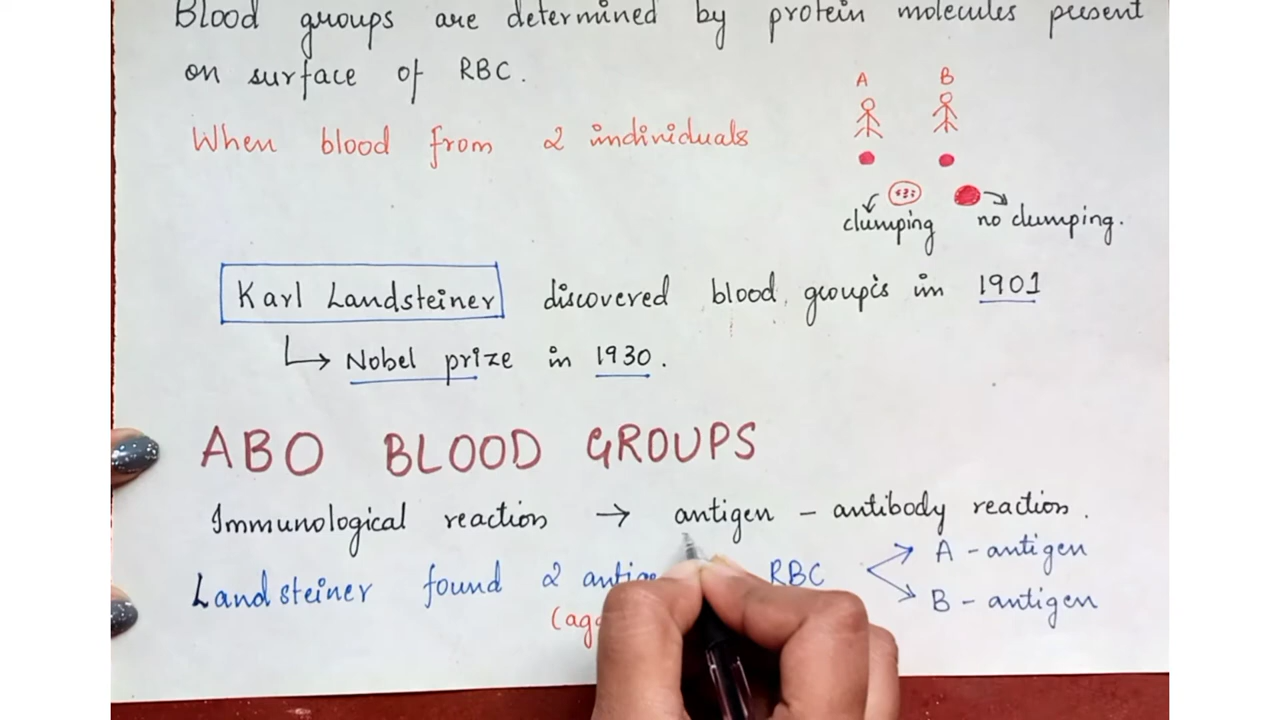 Blood groups are determined by protein molecules present
on surface of RBC.
A B
When blood from 2 individuals
clumping no clumping.
Karl Landsteiner discovered blood groups in 1901
↳ Nobel prize in 1930.
ABO BLOOD GROUPS
Immunological reaction → antigen - antibody reaction.
A - antigen
Landsteiner found 2 RBC
B - antigen